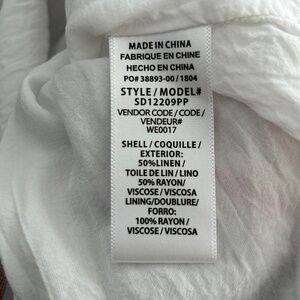 MADE IN CHINA
FABRIQUE EN CHINE
HECHO EN CHINA
PO# 38893-00 / 1804
STYLE / MODEL#
SD12209PP
VENDOR CODE / CODE /
VENDEUR#
WE0017
SHELL / COQUILLE /
EXTERIOR:
50%LINEN /
TOILE DE LIN / LINO
50% RAYON/
VISCOSE / VISCOSA
LINING/DOUBLURE/
FORRO:
100% RAYON/
VISCOSE / VISCOSA